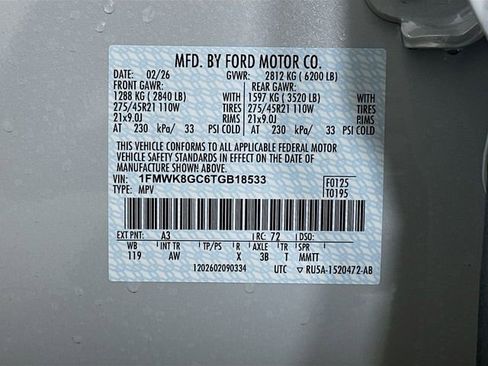 MFD. BY FORD MOTOR CO.
DATE: 02/26 GVWR: 2812 KG ( 6200 LB)
FRONT GAWR: REAR GAWR:
1288 KG ( 2840 LB) WITH 1597 KG ( 3520 LB) WITH
275/45R21 110W TIRES 275/45R21 110W TIRES
21x9.0J RIMS 21x9.0J RIMS
AT 230 kPa/ 33 PSI COLD AT 230 kPa/ 33 PSI COLD
THIS VEHICLE CONFORMS TO ALL APPLICABLE FEDERAL MOTOR
VEHICLE SAFETY STANDARDS IN EFFECT ON THE DATE OF
MANUFACTURE SHOWN ABOVE.
VIN: 1FMWK8GC6TGB18533 F0125
TYPE: MPV T0195
EXT PNT: A3 RC: 72 DSO:
WB INT TR TP/PS R AXLE TR SPR
119 AW X 3B T MMTT
1202602090334 UTC ▽ RU5A-1520472-AB